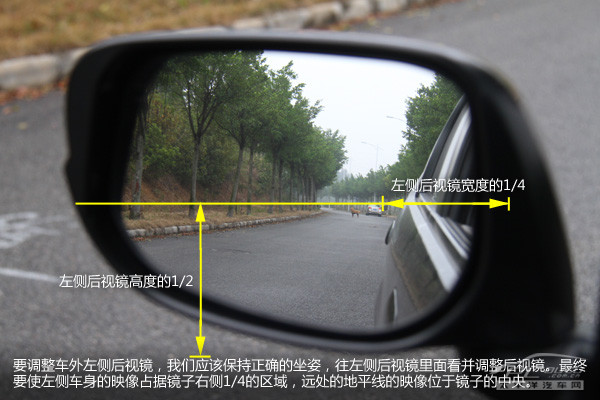 左侧后视镜宽度的1/4
左侧后视镜高度的1/2
要调整车外左侧后视镜，我们应该保持正确的坐姿，往左侧后视镜里面看并调整后视镜。最终
要使左侧车身的映像占据镜子右侧1/4的区域，远处的地平线的映像位于镜子的中央。
洋汽车网